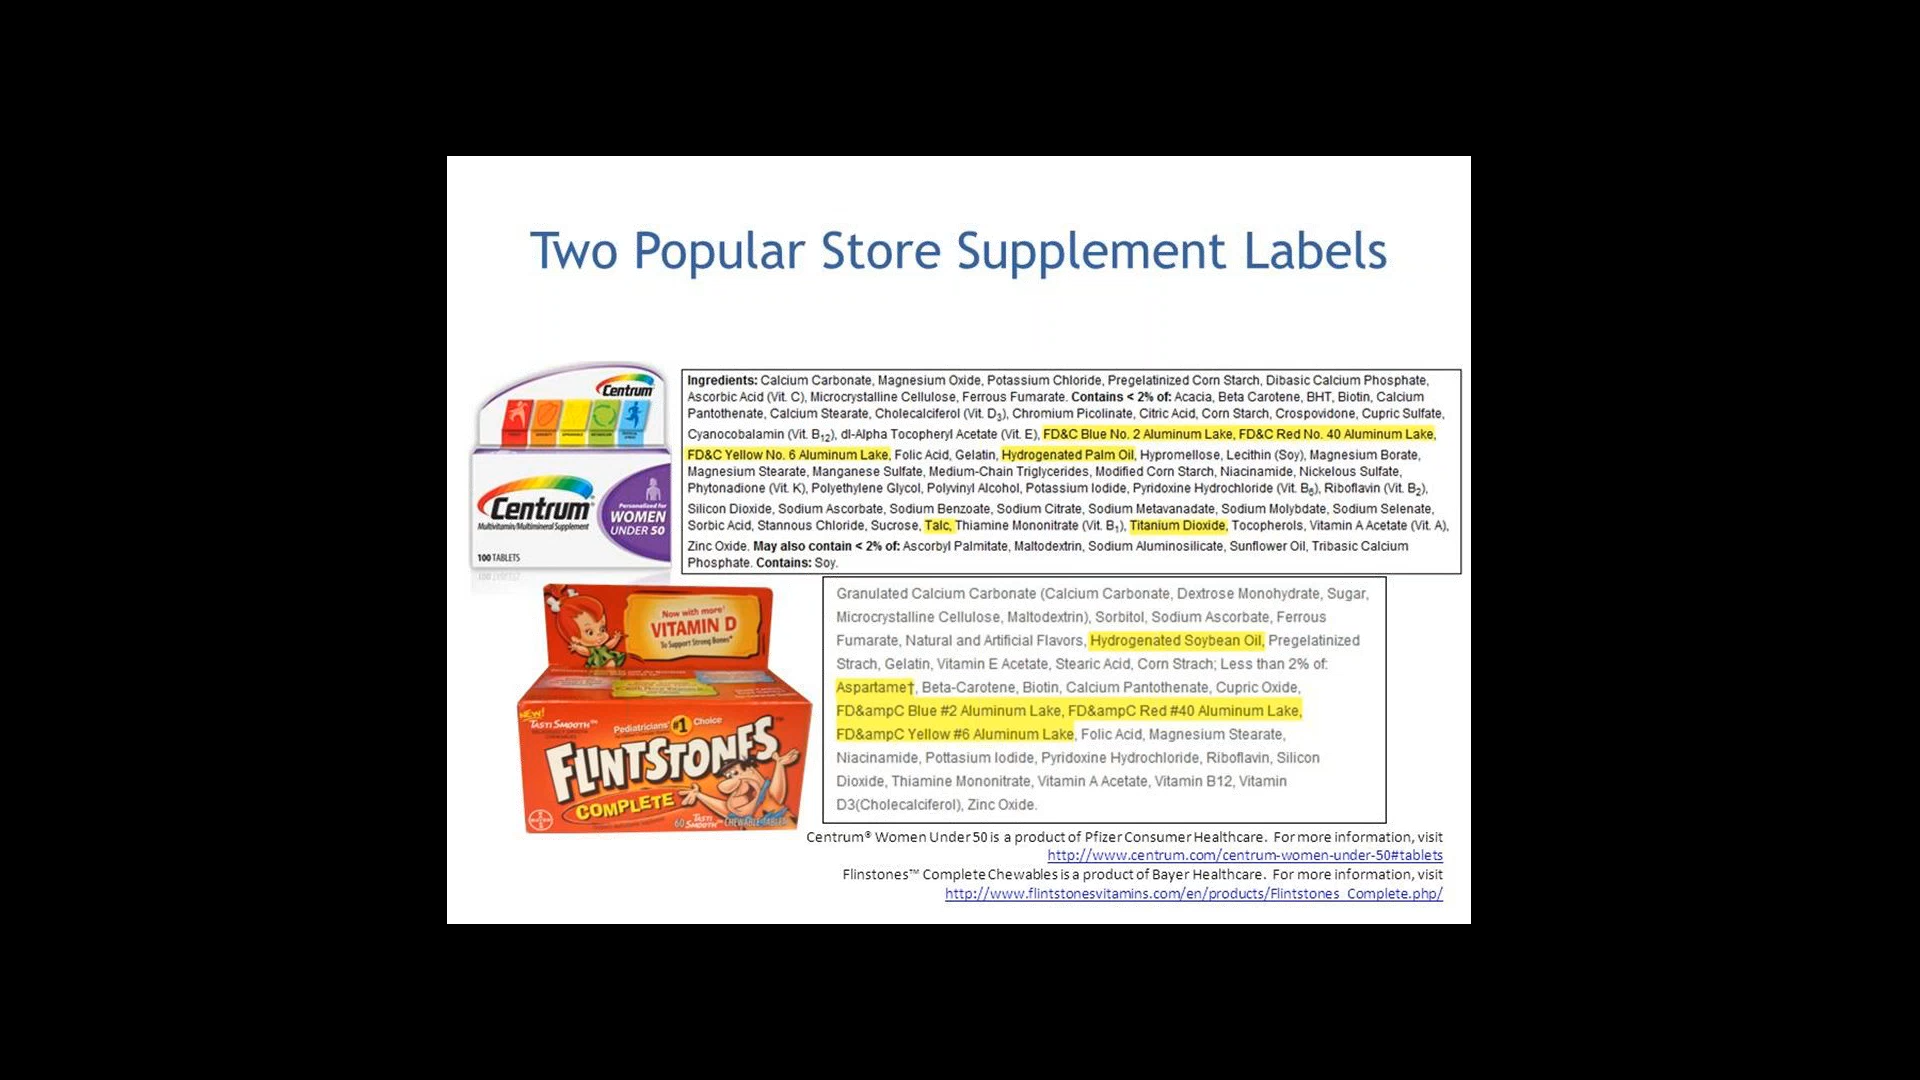 Two Popular Store Supplement Labels
Centrum
Centrum®
Multivitamin/Multimineral Supplement
Personalized for
WOMEN
UNDER 50
100 TABLETS
Ingredients: Calcium Carbonate, Magnesium Oxide, Potassium Chloride, Pregelatinized Corn Starch, Dibasic Calcium Phosphate,
Ascorbic Acid (Vit. C), Microcrystalline Cellulose, Ferrous Fumarate. Contains < 2% of: Acacia, Beta Carotene, BHT, Biotin, Calcium
Pantothenate, Calcium Stearate, Cholecalciferol (Vit. D3), Chromium Picolinate, Citric Acid, Corn Starch, Crospovidone, Cupric Sulfate,
Cyanocobalamin (Vit. B12), dl-Alpha Tocopheryl Acetate (Vit. E), FD&C Blue No. 2 Aluminum Lake, FD&C Red No. 40 Aluminum Lake,
FD&C Yellow No. 6 Aluminum Lake, Folic Acid, Gelatin, Hydrogenated Palm Oil, Hypromellose, Lecithin (Soy), Magnesium Borate,
Magnesium Stearate, Manganese Sulfate, Medium-Chain Triglycerides, Modified Corn Starch, Niacinamide, Nickelous Sulfate,
Phytonadione (Vit. K), Polyethylene Glycol, Polyvinyl Alcohol, Potassium Iodide, Pyridoxine Hydrochloride (Vit. B6), Riboflavin (Vit. B2),
Silicon Dioxide, Sodium Ascorbate, Sodium Benzoate, Sodium Citrate, Sodium Metavanadate, Sodium Molybdate, Sodium Selenate,
Sorbic Acid, Stannous Chloride, Sucrose, Talc, Thiamine Mononitrate (Vit. B1), Titanium Dioxide, Tocopherols, Vitamin A Acetate (Vit. A),
Zinc Oxide. May also contain < 2% of: Ascorbyl Palmitate, Maltodextrin, Sodium Aluminosilicate, Sunflower Oil, Tribasic Calcium
Phosphate. Contains: Soy.
Now with more!
VITAMIN D
To Support Strong Bones*
NEW!
TASTI SMOOTH™
Pediatricians' #1 Choice
FLINTSTONES™
COMPLETE
BAYER
60 TASTI SMOOTH™ CHEWABLE TABLETS
Granulated Calcium Carbonate (Calcium Carbonate, Dextrose Monohydrate, Sugar,
Microcrystalline Cellulose, Maltodextrin), Sorbitol, Sodium Ascorbate, Ferrous
Fumarate, Natural and Artificial Flavors, Hydrogenated Soybean Oil, Pregelatinized
Strach, Gelatin, Vitamin E Acetate, Stearic Acid, Corn Strach; Less than 2% of:
Aspartame†, Beta-Carotene, Biotin, Calcium Pantothenate, Cupric Oxide,
FD&ampC Blue #2 Aluminum Lake, FD&ampC Red #40 Aluminum Lake,
FD&ampC Yellow #6 Aluminum Lake, Folic Acid, Magnesium Stearate,
Niacinamide, Pottasium Iodide, Pyridoxine Hydrochloride, Riboflavin, Silicon
Dioxide, Thiamine Mononitrate, Vitamin A Acetate, Vitamin B12, Vitamin
D3(Cholecalciferol), Zinc Oxide.
Centrum® Women Under 50 is a product of Pfizer Consumer Healthcare. For more information, visit
http://www.centrum.com/centrum-women-under-50#tablets
Flinstones™ Complete Chewables is a product of Bayer Healthcare. For more information, visit
http://www.flintstonesvitamins.com/en/products/Flintstones_Complete.php/